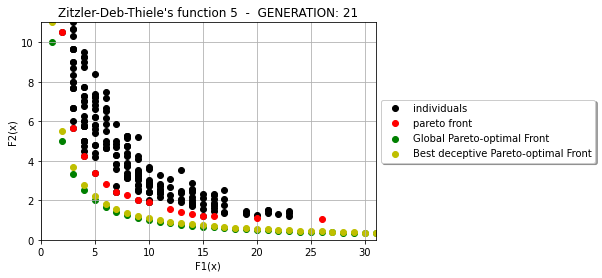 Zitzler-Deb-Thiele's function 5 - GENERATION: 21
F2(x)
10
8
6
4
2
0
0 5 10 15 20 25 30
F1(x)
individuals
pareto front
Global Pareto-optimal Front
Best deceptive Pareto-optimal Front